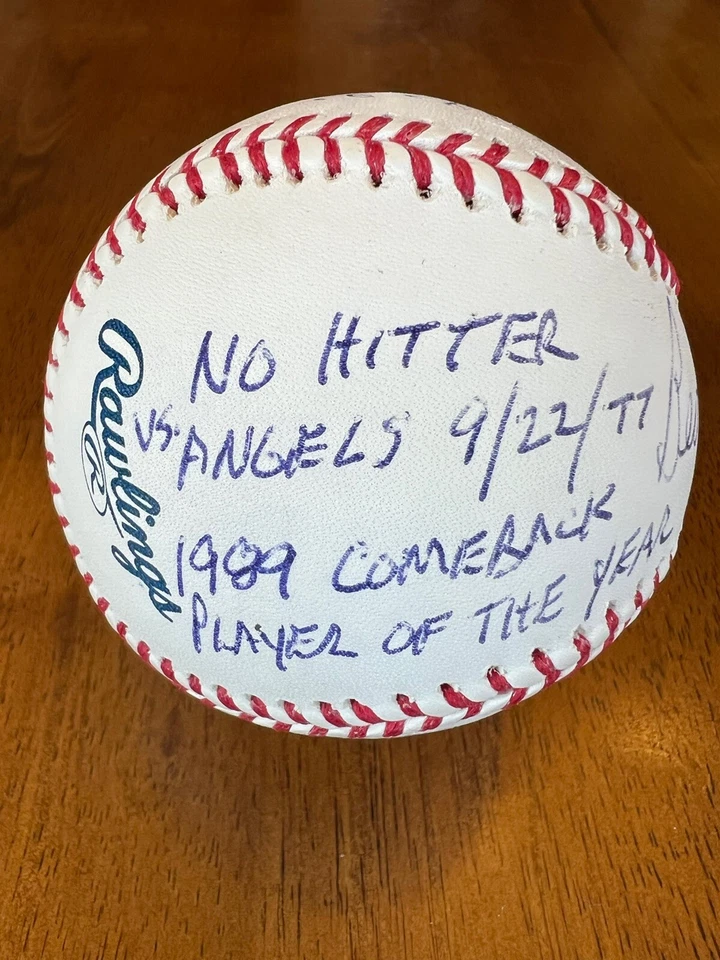 NO HITTER
VS. ANGELS 9/22/77
1989 COMEBACK
PLAYER OF THE YEAR
Rawlings
®